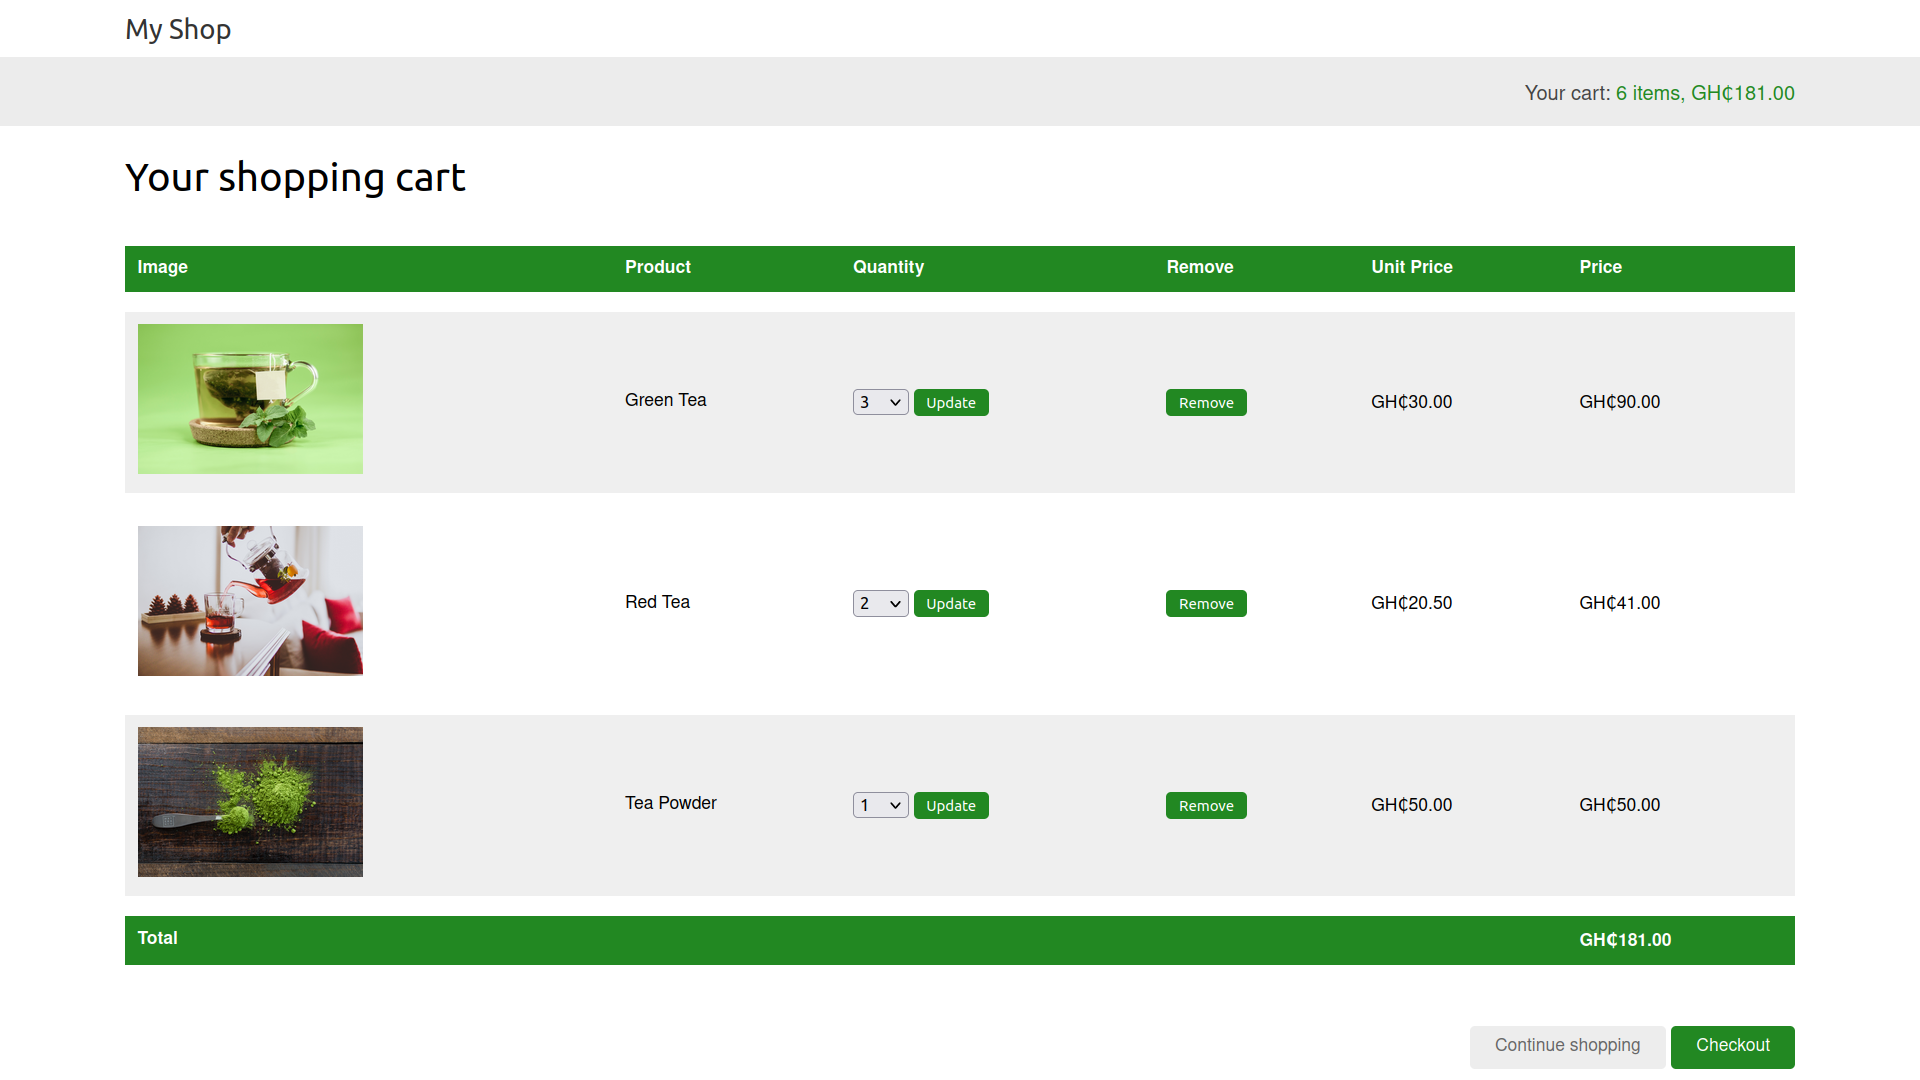 My Shop
Your cart: 6 items, GH₵181.00
Your shopping cart
Image Product Quantity Remove Unit Price Price
Green Tea 3 Update Remove GH₵30.00 GH₵90.00
Red Tea 2 Update Remove GH₵20.50 GH₵41.00
Tea Powder 1 Update Remove GH₵50.00 GH₵50.00
Total GH₵181.00
Continue shopping Checkout